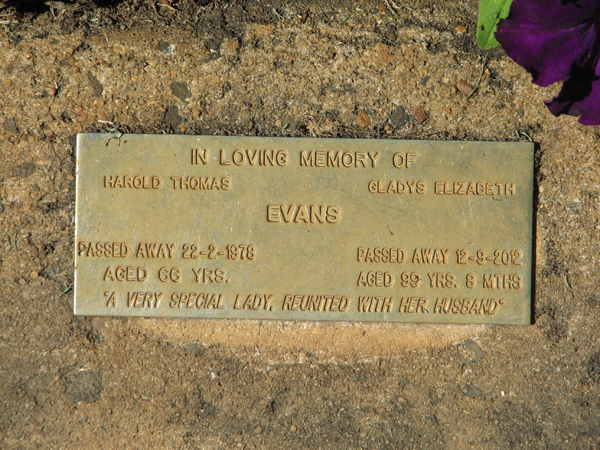 IN LOVING MEMORY OF
HAROLD THOMAS GLADYS ELIZABETH
EVANS
PASSED AWAY 22-2-1978 PASSED AWAY 12-9-2012
AGED 66 YRS. AGED 99 YRS. 8 MTHS
"A VERY SPECIAL LADY, REUNITED WITH HER HUSBAND"